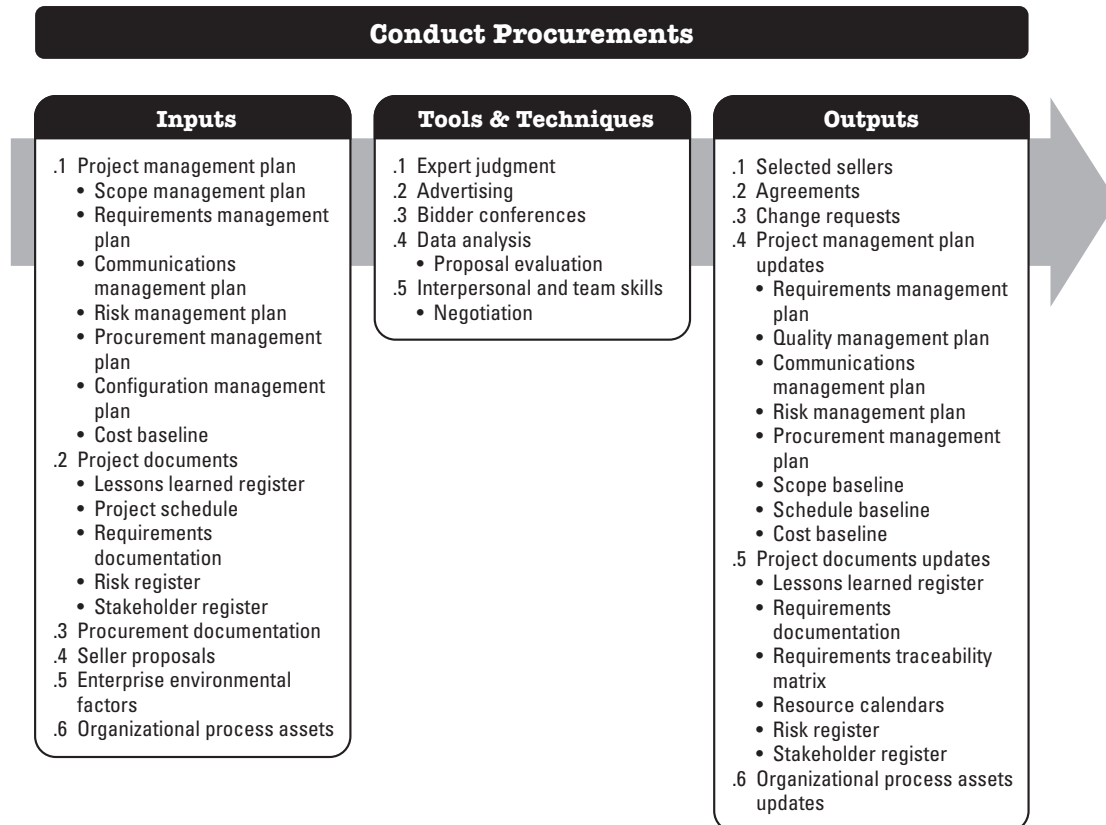 Conduct Procurements
Inputs
.1 Project management plan
• Scope management plan
• Requirements management
plan
• Communications
management plan
• Risk management plan
• Procurement management
plan
• Configuration management
plan
• Cost baseline
.2 Project documents
• Lessons learned register
• Project schedule
• Requirements
documentation
• Risk register
• Stakeholder register
.3 Procurement documentation
.4 Seller proposals
.5 Enterprise environmental
factors
.6 Organizational process assets
Tools & Techniques
.1 Expert judgment
.2 Advertising
.3 Bidder conferences
.4 Data analysis
• Proposal evaluation
.5 Interpersonal and team skills
• Negotiation
Outputs
.1 Selected sellers
.2 Agreements
.3 Change requests
.4 Project management plan
updates
• Requirements management
plan
• Quality management plan
• Communications
management plan
• Risk management plan
• Procurement management
plan
• Scope baseline
• Schedule baseline
• Cost baseline
.5 Project documents updates
• Lessons learned register
• Requirements
documentation
• Requirements traceability
matrix
• Resource calendars
• Risk register
• Stakeholder register
.6 Organizational process assets
updates